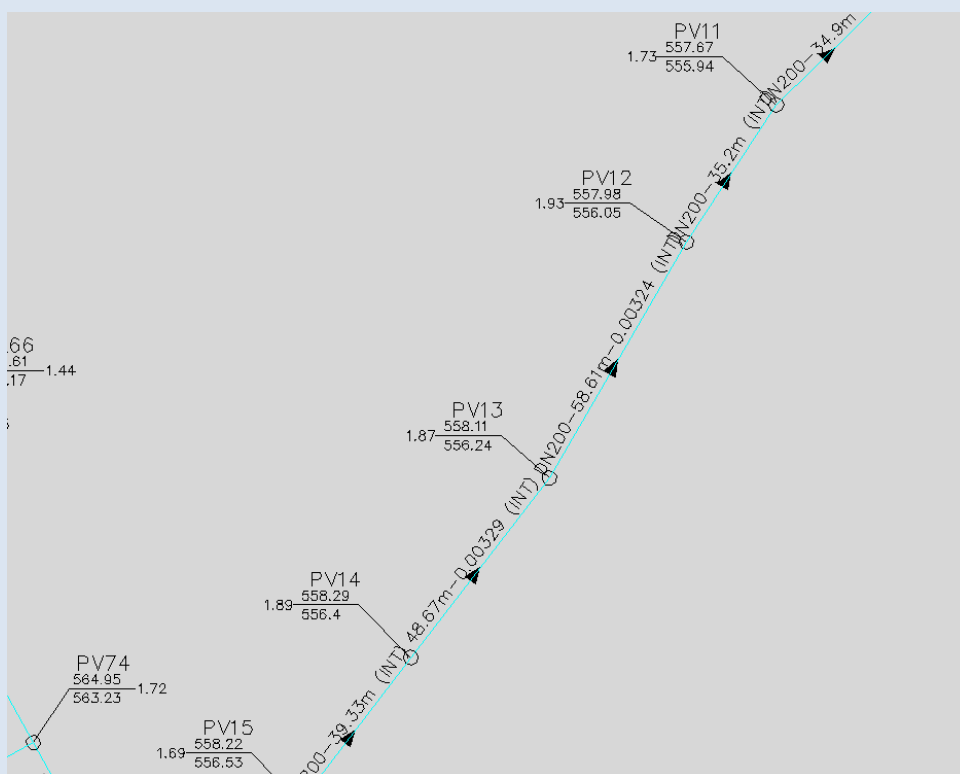 PV11
557.67
1.73
555.94
DN200-34.9m
(INT)
DN200-35.2m
PV12
557.98
1.93
556.05
(INT)
DN200-58.61m-0.00324
.66
.61
1.44
.17
PV13
558.11
1.87
556.24
(INT)
48.67m-0.00329
PV14
558.29
1.89
556.4
(INT)
00-39.33m
PV74
564.95
1.72
563.23
PV15
558.22
1.69
556.53